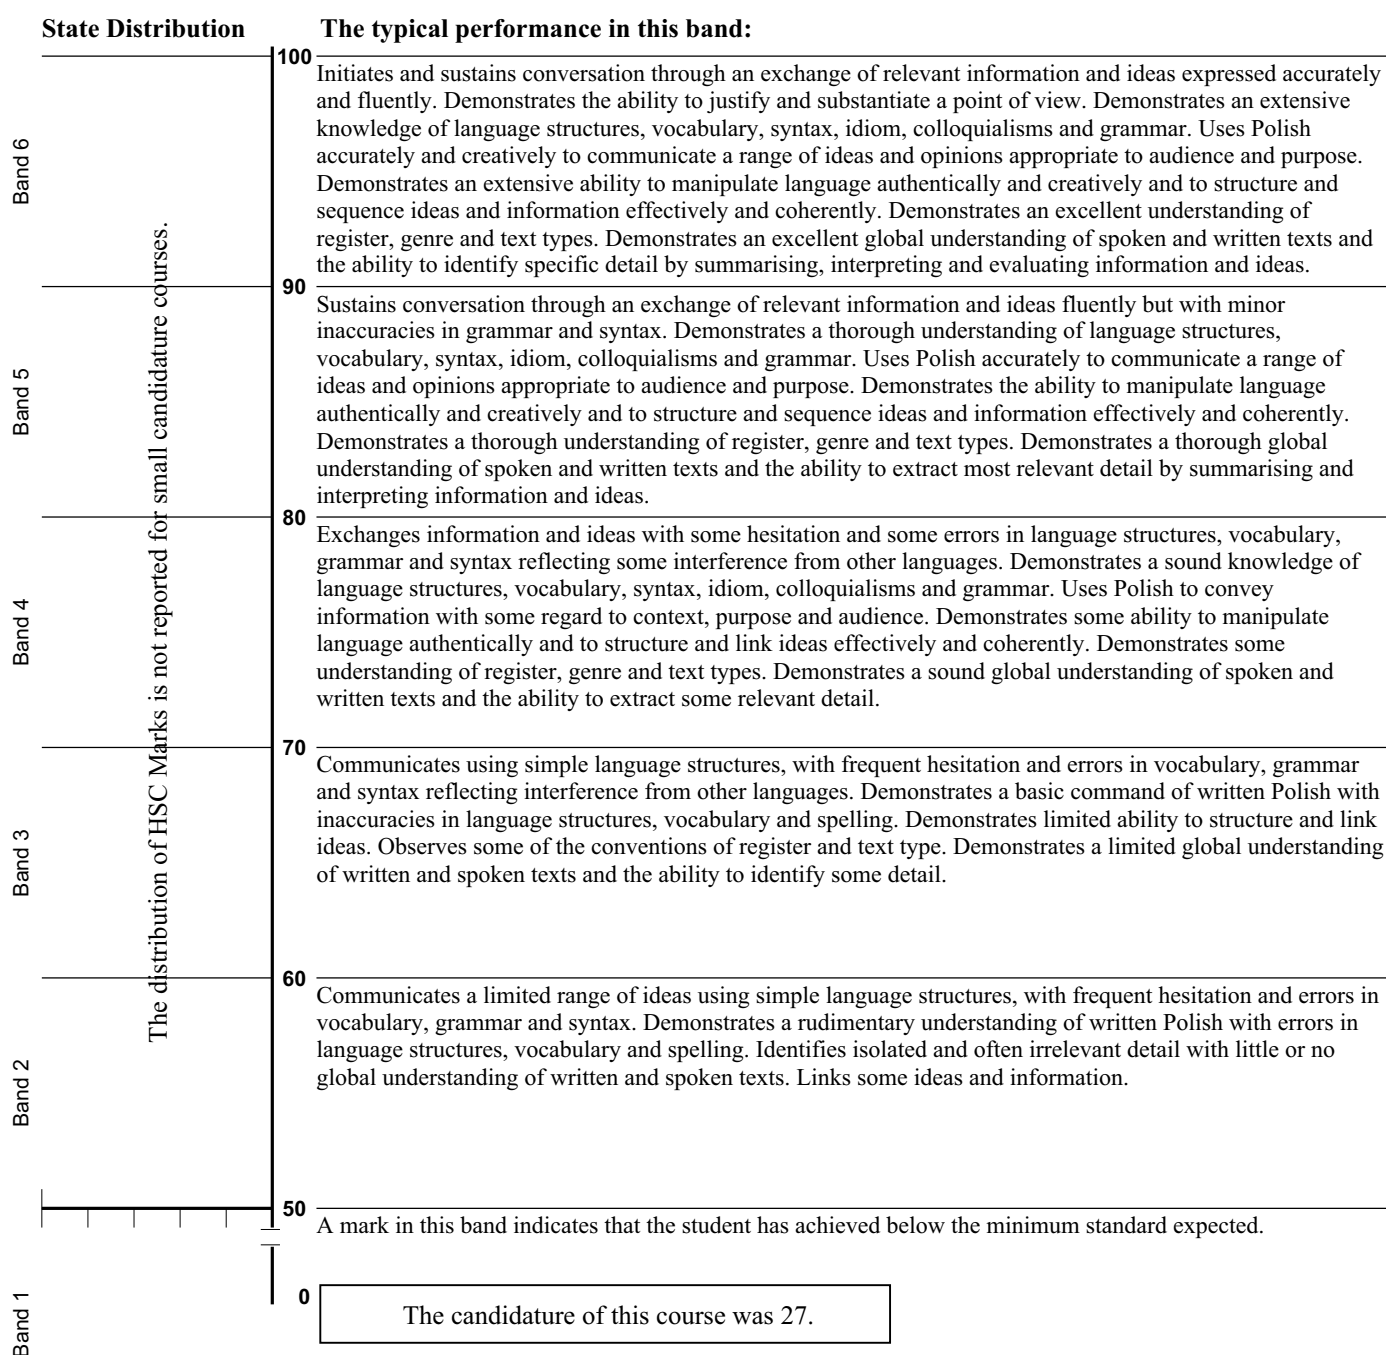 State Distribution
The typical performance in this band:
100
Band 6
Initiates and sustains conversation through an exchange of relevant information and ideas expressed accurately
and fluently. Demonstrates the ability to justify and substantiate a point of view. Demonstrates an extensive
knowledge of language structures, vocabulary, syntax, idiom, colloquialisms and grammar. Uses Polish
accurately and creatively to communicate a range of ideas and opinions appropriate to audience and purpose.
Demonstrates an extensive ability to manipulate language authentically and creatively and to structure and
sequence ideas and information effectively and coherently. Demonstrates an excellent understanding of
register, genre and text types. Demonstrates an excellent global understanding of spoken and written texts and
the ability to identify specific detail by summarising, interpreting and evaluating information and ideas.
90
Band 5
Sustains conversation through an exchange of relevant information and ideas fluently but with minor
inaccuracies in grammar and syntax. Demonstrates a thorough understanding of language structures,
vocabulary, syntax, idiom, colloquialisms and grammar. Uses Polish accurately to communicate a range of
ideas and opinions appropriate to audience and purpose. Demonstrates the ability to manipulate language
authentically and creatively and to structure and sequence ideas and information effectively and coherently.
Demonstrates a thorough understanding of register, genre and text types. Demonstrates a thorough global
understanding of spoken and written texts and the ability to extract most relevant detail by summarising and
interpreting information and ideas.
80
Band 4
Exchanges information and ideas with some hesitation and some errors in language structures, vocabulary,
grammar and syntax reflecting some interference from other languages. Demonstrates a sound knowledge of
language structures, vocabulary, syntax, idiom, colloquialisms and grammar. Uses Polish to convey
information with some regard to context, purpose and audience. Demonstrates some ability to manipulate
language authentically and to structure and link ideas effectively and coherently. Demonstrates some
understanding of register, genre and text types. Demonstrates a sound global understanding of spoken and
written texts and the ability to extract some relevant detail.
70
Band 3
Communicates using simple language structures, with frequent hesitation and errors in vocabulary, grammar
and syntax reflecting interference from other languages. Demonstrates a basic command of written Polish with
inaccuracies in language structures, vocabulary and spelling. Demonstrates limited ability to structure and link
ideas. Observes some of the conventions of register and text type. Demonstrates a limited global understanding
of written and spoken texts and the ability to identify some detail.
60
Band 2
Communicates a limited range of ideas using simple language structures, with frequent hesitation and errors in
vocabulary, grammar and syntax. Demonstrates a rudimentary understanding of written Polish with errors in
language structures, vocabulary and spelling. Identifies isolated and often irrelevant detail with little or no
global understanding of written and spoken texts. Links some ideas and information.
50
A mark in this band indicates that the student has achieved below the minimum standard expected.
0
Band 1
The candidature of this course was 27.
The distribution of HSC Marks is not reported for small candidature courses.